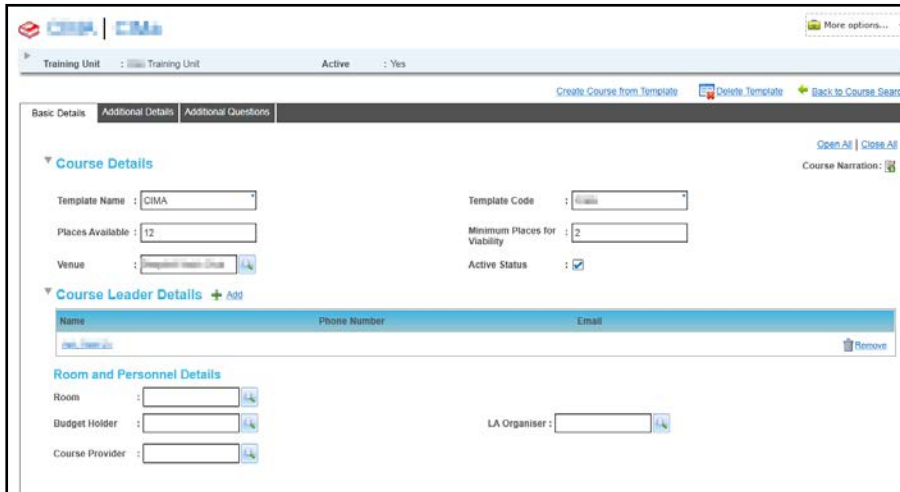 More options...
Training Unit : Training Unit Active : Yes
Create Course from Template Delete Template Back to Course Sear
Basic Details Additional Details Additional Questions
Open All | Close All
Course Details
Course Narration:
Template Name : CIMA Template Code :
Places Available : 12 Minimum Places for Viability : 2
Venue : Active Status :
Course Leader Details Add
Name Phone Number Email
Remove
Room and Personnel Details
Room :
Budget Holder : LA Organiser :
Course Provider :